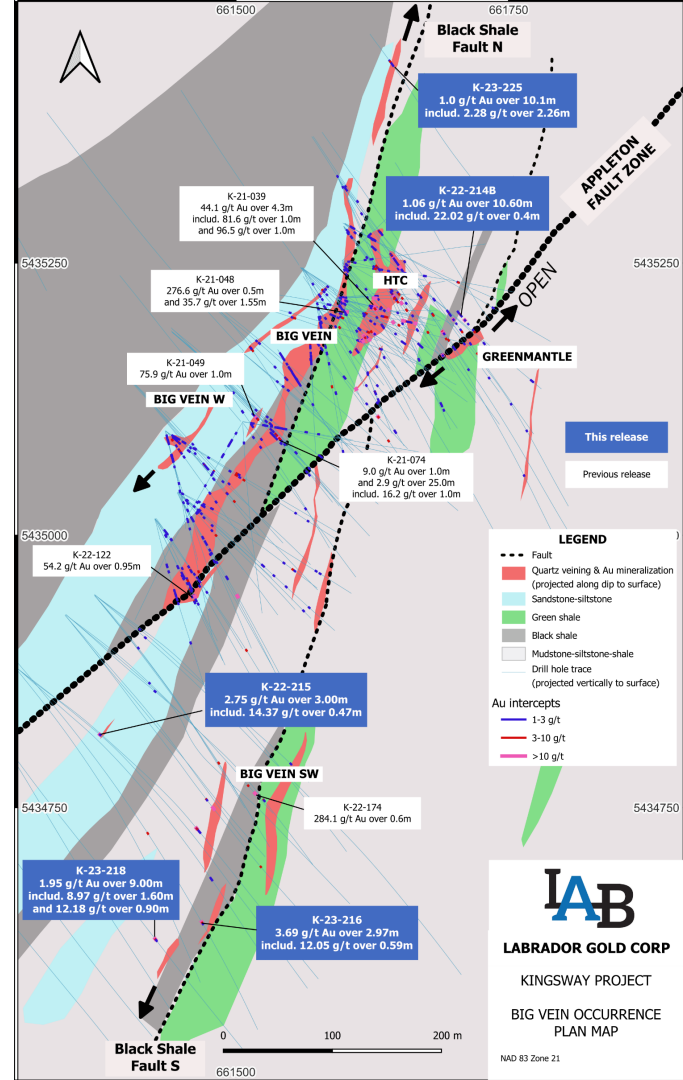 661500
661750
Black Shale
Fault N
K-23-225
1.0 g/t Au over 10.1m
includ. 2.28 g/t over 2.26m
APPLETON
FAULT ZONE
K-22-214B
1.06 g/t Au over 10.60m
includ. 22.02 g/t over 0.4m
K-21-039
44.1 g/t Au over 4.3m
includ. 81.6 g/t over 1.0m
and 96.5 g/t over 1.0m
5435250
5435250
HTC
OPEN
K-21-048
276.6 g/t Au over 0.5m
and 35.7 g/t over 1.55m
BIG VEIN
GREENMANTLE
K-21-049
75.9 g/t Au over 1.0m
BIG VEIN W
This release
Previous release
K-21-074
9.0 g/t Au over 1.0m
and 2.9 g/t over 25.0m
includ. 16.2 g/t over 1.0m
5435000
K-22-122
54.2 g/t Au over 0.95m
LEGEND
Fault
Quartz veining & Au mineralization
(projected along dip to surface)
Sandstone-siltstone
Green shale
Black shale
Mudstone-siltstone-shale
Drill hole trace
(projected vertically to surface)
Au intercepts
1-3 g/t
3-10 g/t
>10 g/t
K-22-215
2.75 g/t Au over 3.00m
includ. 14.37 g/t over 0.47m
BIG VEIN SW
K-22-174
284.1 g/t Au over 0.6m
5434750
5434750
K-23-218
1.95 g/t Au over 9.00m
includ. 8.97 g/t over 1.60m
and 12.18 g/t over 0.90m
K-23-216
3.69 g/t Au over 2.97m
includ. 12.05 g/t over 0.59m
LAB
LABRADOR GOLD CORP
KINGSWAY PROJECT
BIG VEIN OCCURRENCE
PLAN MAP
NAD 83 Zone 21
Black Shale
Fault S
0
100
200 m
661500